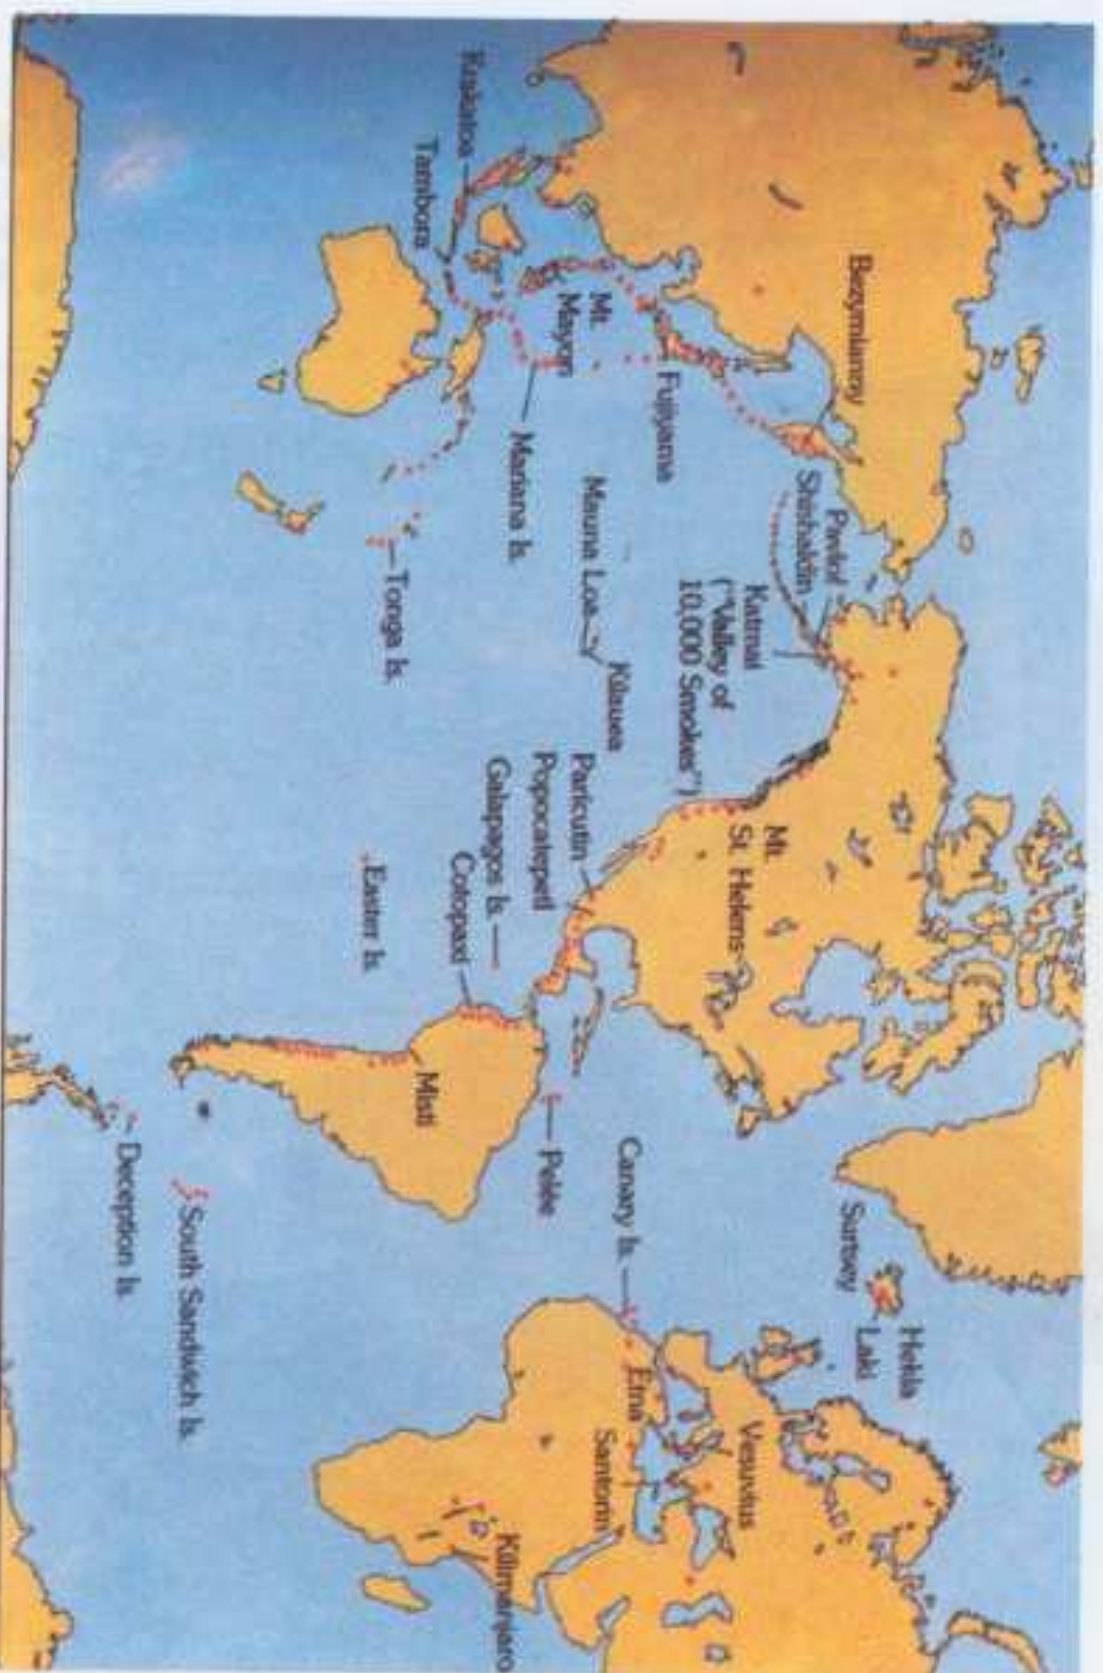 Bezymianny
Krakatoa
Tambora
Mt.
Mayon
Fujiyama
Mariana Is.
Tonga Is.
Pavlof
Shishaldin
Katmai
("Valley of
10,000 Smokes")
Mauna Loa
Kilauea
Mt.
St. Helens
Paricutin
Popocatepetl
Galapagos Is.
Cotopaxi
Easter Is.
Misti
Pelée
Deception Is.
South Sandwich Is.
Canary Is.
Surtsey
Hekla
Laki
Etna
Vesuvius
Santorin
Kilimanjaro